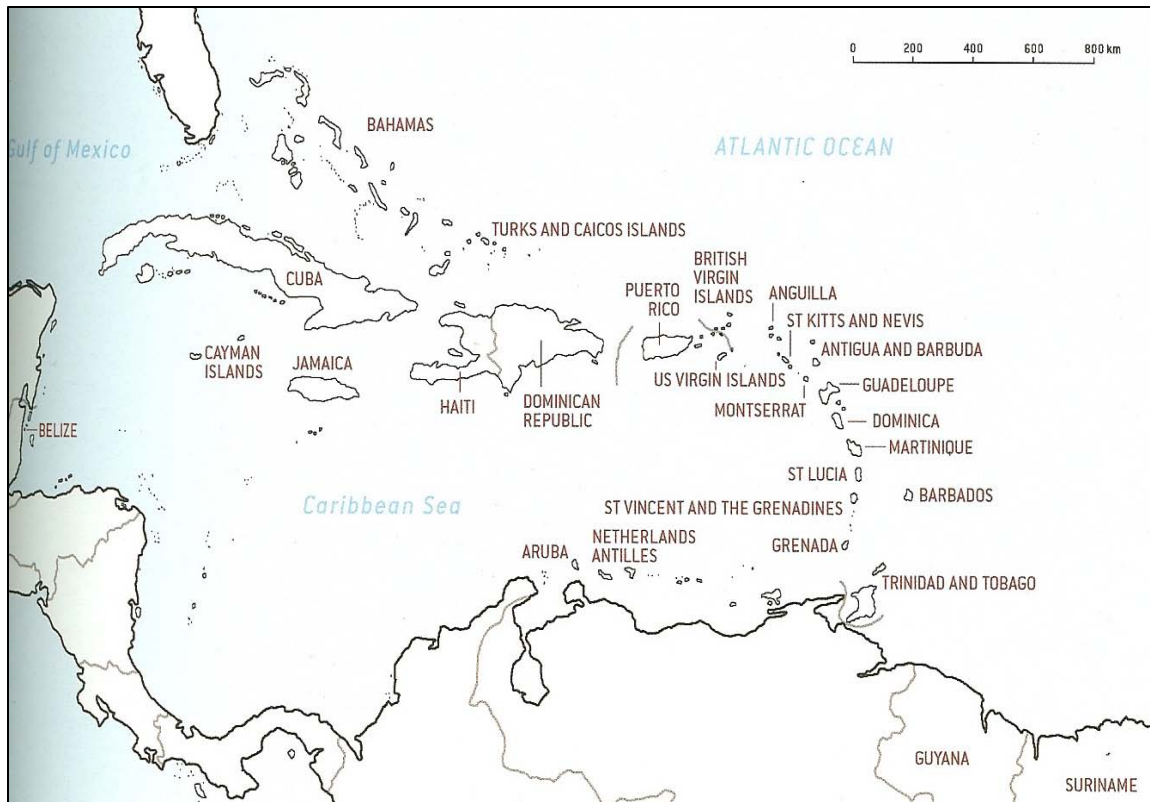 0 200 400 600 800 km
BAHAMAS
Gulf of Mexico
ATLANTIC OCEAN
TURKS AND CAICOS ISLANDS
BRITISH
VIRGIN
ISLANDS
CUBA
PUERTO
RICO
ANGUILLA
ST KITTS AND NEVIS
CAYMAN
ISLANDS
JAMAICA
ANTIGUA AND BARBUDA
US VIRGIN ISLANDS
GUADELOUPE
HAITI
DOMINICAN
REPUBLIC
MONTSERRAT
DOMINICA
BELIZE
MARTINIQUE
ST LUCIA
Caribbean Sea
ST VINCENT AND THE GRENADINES
BARBADOS
ARUBA
NETHERLANDS
ANTILLES
GRENADA
TRINIDAD AND TOBAGO
GUYANA
SURINAME